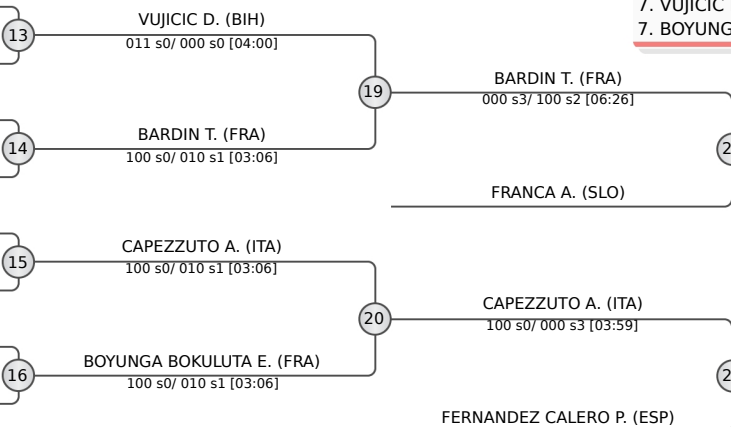 7. VUJICIC
7. BOYUNG
13
VUJICIC D. (BIH)
011 s0/ 000 s0 [04:00]
19
BARDIN T. (FRA)
000 s3/ 100 s2 [06:26]
14
BARDIN T. (FRA)
100 s0/ 010 s1 [03:06]
2
FRANCA A. (SLO)
15
CAPEZZUTO A. (ITA)
100 s0/ 010 s1 [03:06]
20
CAPEZZUTO A. (ITA)
100 s0/ 000 s3 [03:59]
16
BOYUNGA BOKULUTA E. (FRA)
100 s0/ 010 s1 [03:06]
2
FERNANDEZ CALERO P. (ESP)